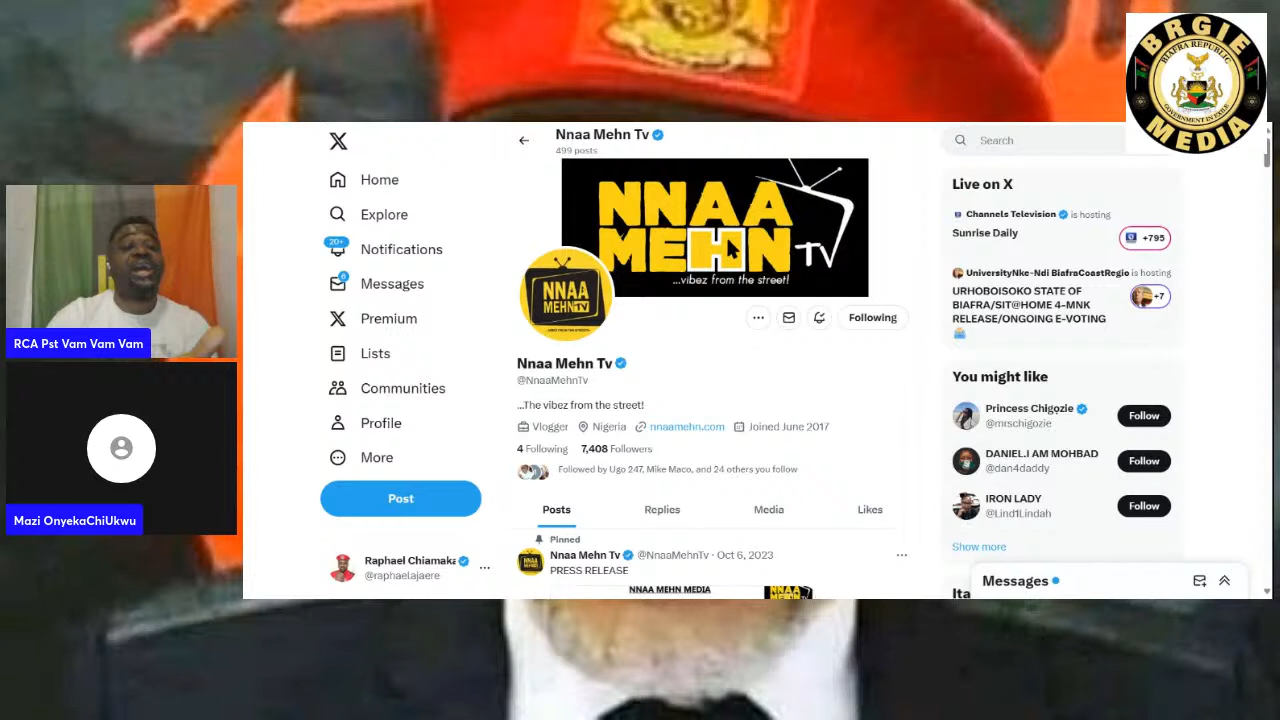 BRGIE
BIAFRA REPUBLIC
GOVERNMENT IN EXILE
MEDIA
RCA Pst Vam Vam Vam
Mazi OnyekaChiUkwu
Home
Explore
20+
Notifications
6
Messages
Premium
Lists
Communities
Profile
More
Post
Raphael Chiamaka
@raphaelajaere
Nnaa Mehn Tv
499 posts
NNAA
MEHN TV
...vibez from the street!
NNAA
MEHN TV
Following
Nnaa Mehn Tv
@NnaaMehnTv
...The vibez from the street!
Vlogger Nigeria nnaamehn.com Joined June 2017
4 Following 7,408 Followers
Followed by Ugo 247, Mike Maco, and 24 others you follow
Posts Replies Media Likes
Pinned
Nnaa Mehn Tv @NnaaMehnTv · Oct 6, 2023
PRESS RELEASE
NNAA MEHN MEDIA
Search
Live on X
Channels Television is hosting
Sunrise Daily
+795
UniversityNke-Ndi BiafraCoastRegio is hosting
URHOBOISOKO STATE OF
BIAFRA/SIT@HOME 4-MNK
RELEASE/ONGOING E-VOTING
+7
You might like
Princess Chigozie
@mrschigozie
Follow
DANIEL.I AM MOHBAD
@dan4daddy
Follow
IRON LADY
@Lind1Lindah
Follow
Show more
Messages